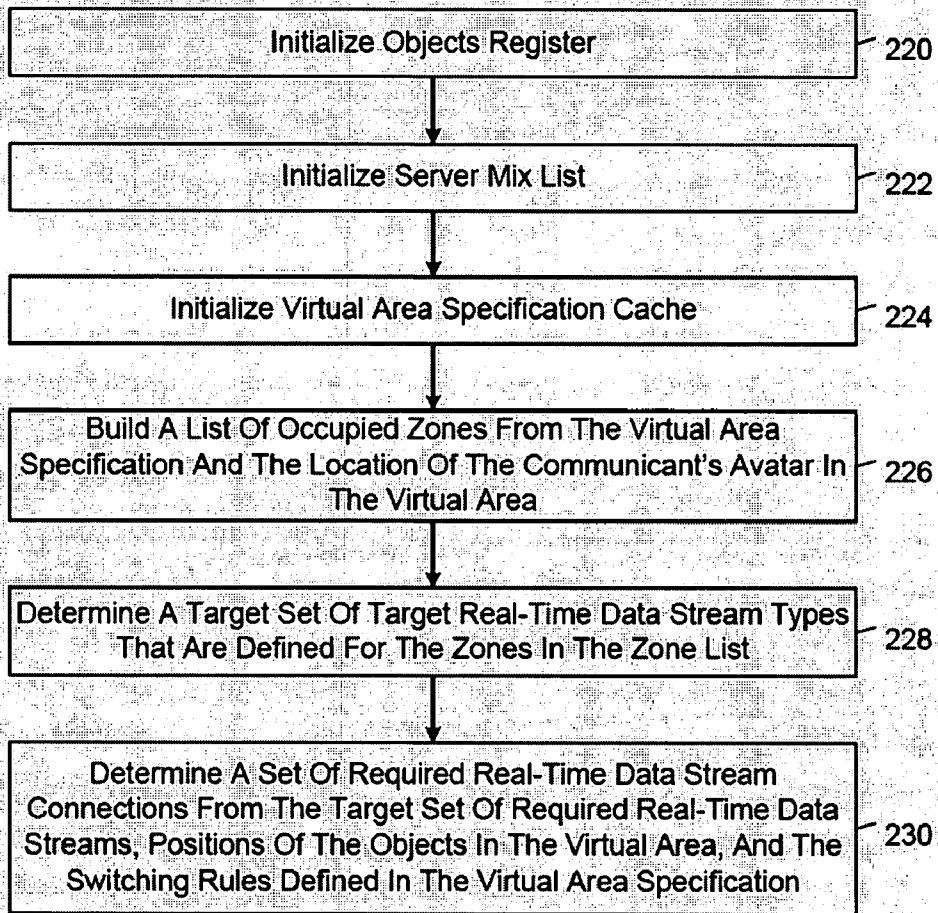 Initialize Objects Register
220
Initialize Server Mix List
222
Initialize Virtual Area Specification Cache
224
Build A List Of Occupied Zones From The Virtual Area
Specification And The Location Of The Communicant's Avatar In
The Virtual Area
226
Determine A Target Set Of Target Real-Time Data Stream Types
That Are Defined For The Zones In The Zone List
228
Determine A Set Of Required Real-Time Data Stream
Connections From The Target Set Of Required Real-Time Data
Streams, Positions Of The Objects In The Virtual Area, And The
Switching Rules Defined In The Virtual Area Specification
230